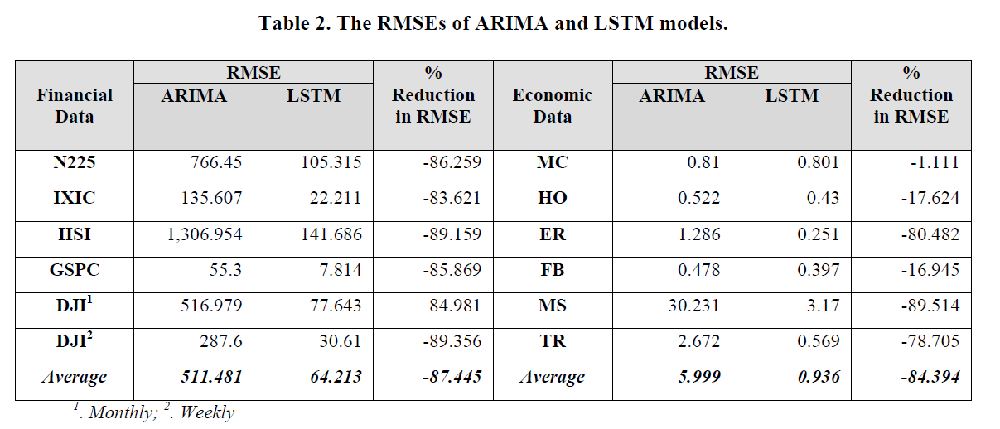 Table 2. The RMSEs of ARIMA and LSTM models.
Financial Data RMSE % Reduction in RMSE Economic Data RMSE % Reduction in RMSE
ARIMA LSTM ARIMA LSTM
N225 766.45 105.315 -86.259 MC 0.81 0.801 -1.111
IXIC 135.607 22.211 -83.621 HO 0.522 0.43 -17.624
HSI 1,306.954 141.686 -89.159 ER 1.286 0.251 -80.482
GSPC 55.3 7.814 -85.869 FB 0.478 0.397 -16.945
DJI¹ 516.979 77.643 84.981 MS 30.231 3.17 -89.514
DJI² 287.6 30.61 -89.356 TR 2.672 0.569 -78.705
Average 511.481 64.213 -87.445 Average 5.999 0.936 -84.394
¹. Monthly; ². Weekly